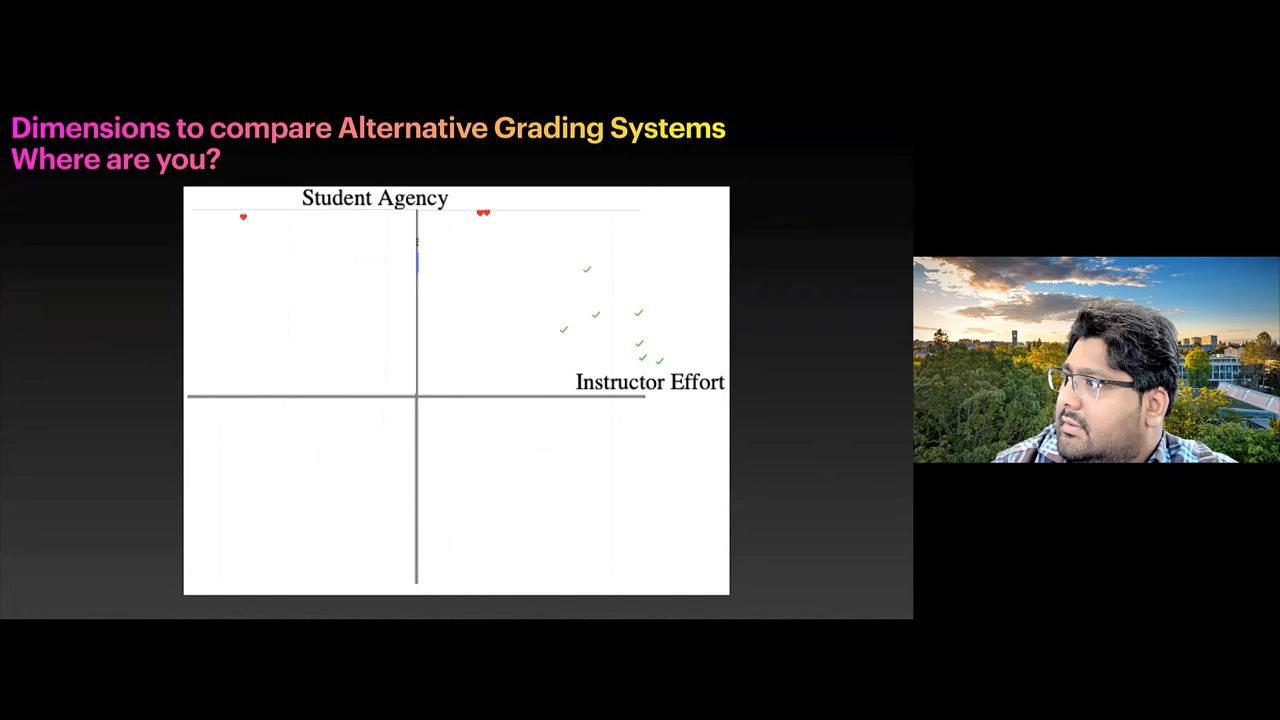 Dimensions to compare Alternative Grading Systems
Where are you?
Student Agency
Instructor Effort